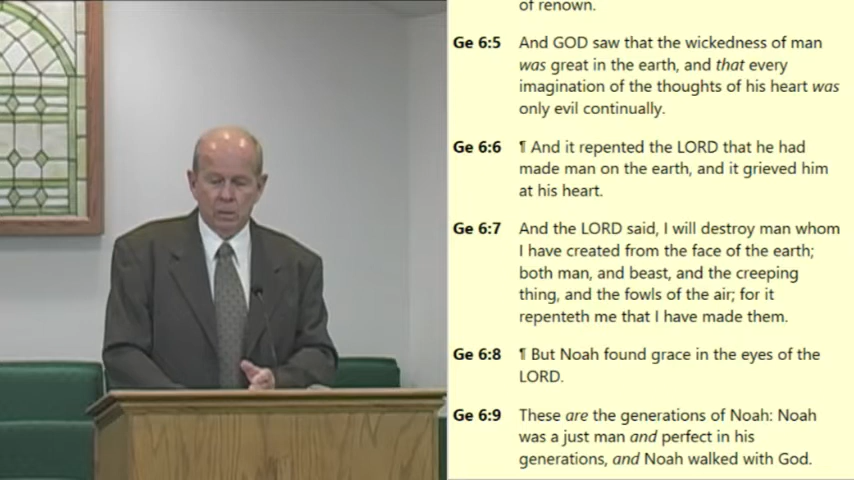 of renown.
Ge 6:5 And GOD saw that the wickedness of man
was great in the earth, and that every
imagination of the thoughts of his heart was
only evil continually.
Ge 6:6 ¶ And it repented the LORD that he had
made man on the earth, and it grieved him
at his heart.
Ge 6:7 And the LORD said, I will destroy man whom
I have created from the face of the earth;
both man, and beast, and the creeping
thing, and the fowls of the air; for it
repenteth me that I have made them.
Ge 6:8 ¶ But Noah found grace in the eyes of the
LORD.
Ge 6:9 These are the generations of Noah: Noah
was a just man and perfect in his
generations, and Noah walked with God.